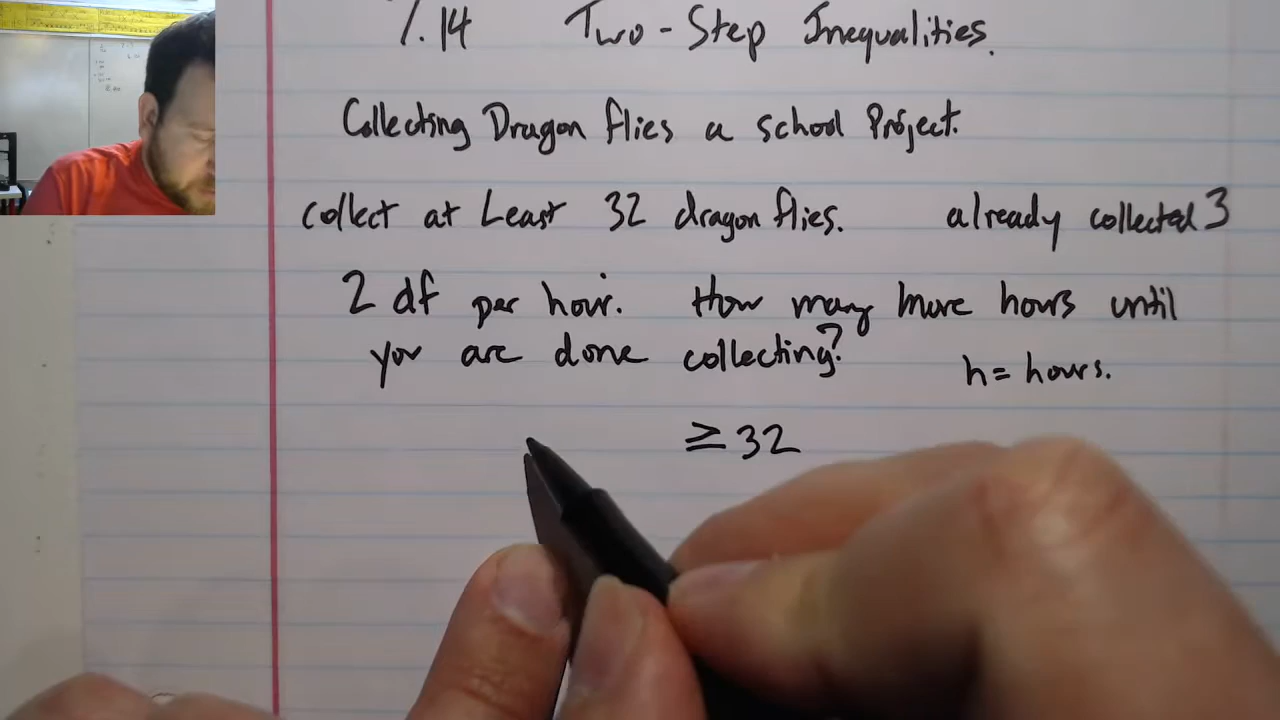 7.14 Two-Step Inequalities.
Collecting Dragon flies a school Project.
collect at Least 32 dragon flies. already collected 3
2 df per hour. How many more hours until
you are done collecting?
h = hours.
≥ 32